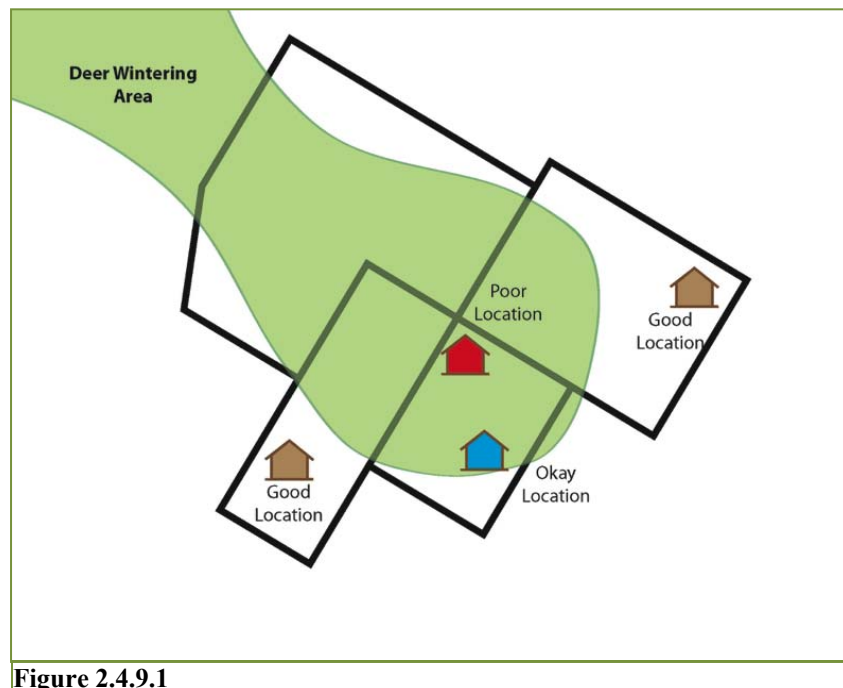 Deer Wintering
Area
Poor
Location
Good
Location
Good
Location
Okay
Location
Figure 2.4.9.1